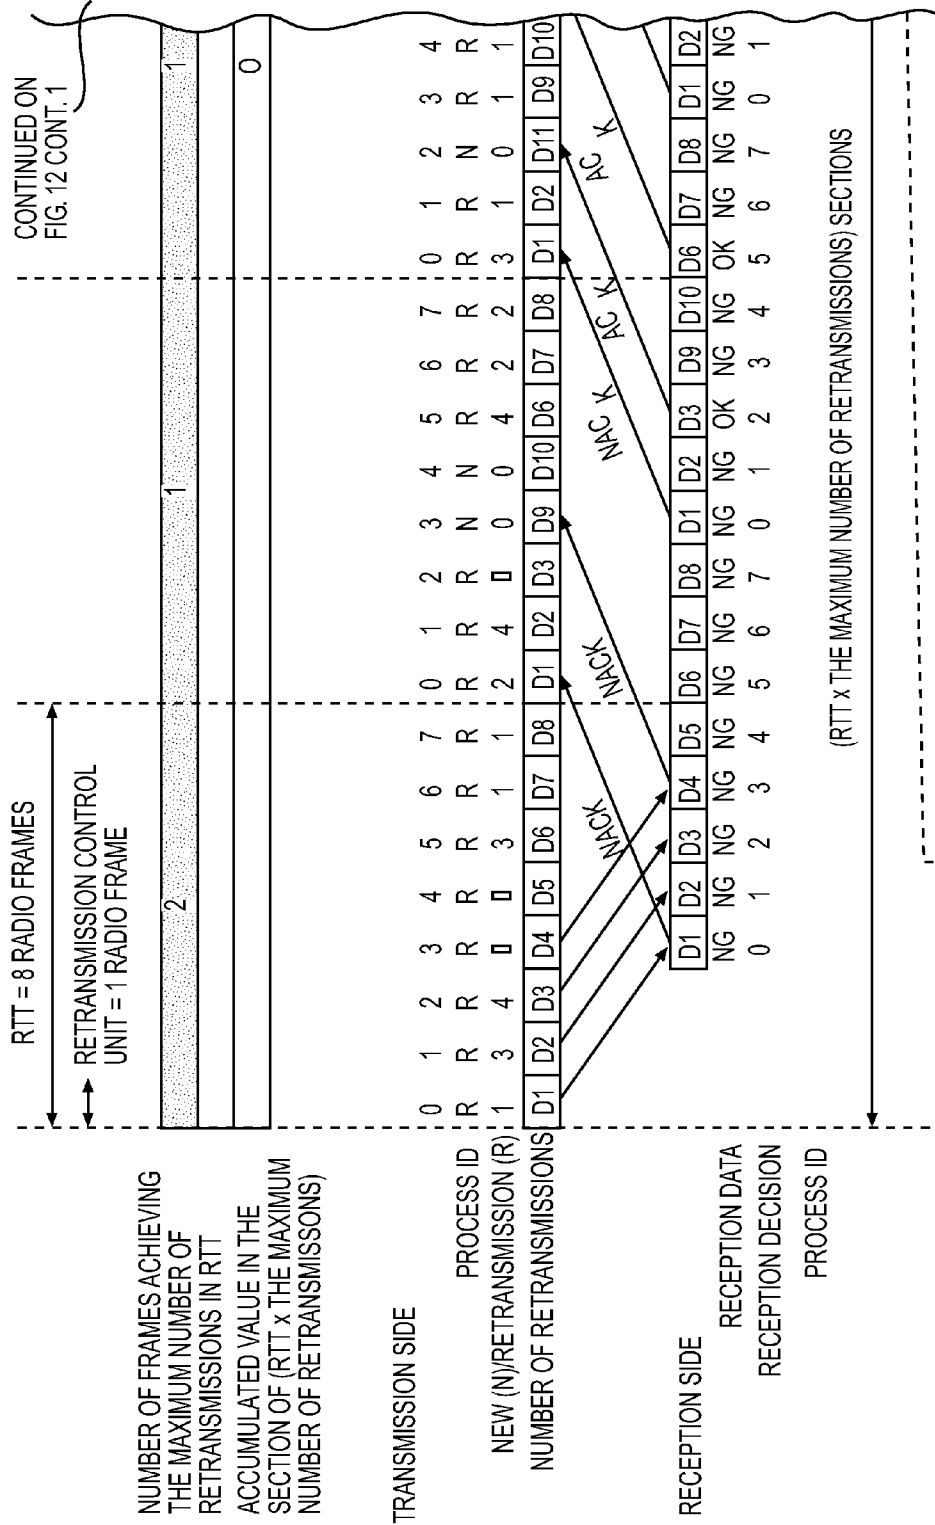 CONTINUED ON
FIG. 12 CONT. 1
RTT = 8 RADIO FRAMES
RETRANSMISSION CONTROL
UNIT = 1 RADIO FRAME
NUMBER OF FRAMES ACHIEVING
THE MAXIMUM NUMBER OF
RETRANSMISSIONS IN RTT
2 1 1
ACCUMULATED VALUE IN THE
SECTION OF (RTT x THE MAXIMUM
NUMBER OF RETRANSMISSONS)
0
TRANSMISSION SIDE
PROCESS ID
0 1 2 3 4 5 6 7 0 1 2 3 4 5 6 7 0 1 2 3 4
NEW (N)/RETRANSMISSION (R)
R R R R R R R R R R R N N R R R R R N R R
NUMBER OF RETRANSMISSIONS
1 3 4 ▯ ▯ 3 1 1 2 4 ▯ 0 0 4 2 2 3 1 0 1 1
D1 D2 D3 D4 D5 D6 D7 D8 D1 D2 D3 D9 D10 D6 D7 D8 D1 D2 D11 D9 D10
NACK NACK NAC K AC K AC K
RECEPTION SIDE
RECEPTION DATA
D1 D2 D3 D4 D5 D6 D7 D8 D1 D2 D3 D9 D10 D6 D7 D8 D1 D2
RECEPTION DECISION
NG NG NG NG NG NG NG NG NG NG OK NG NG OK NG NG NG NG
PROCESS ID
0 1 2 3 4 5 6 7 0 1 2 3 4 5 6 7 0 1
(RTT x THE MAXIMUM NUMBER OF RETRANSMISSIONS) SECTIONS